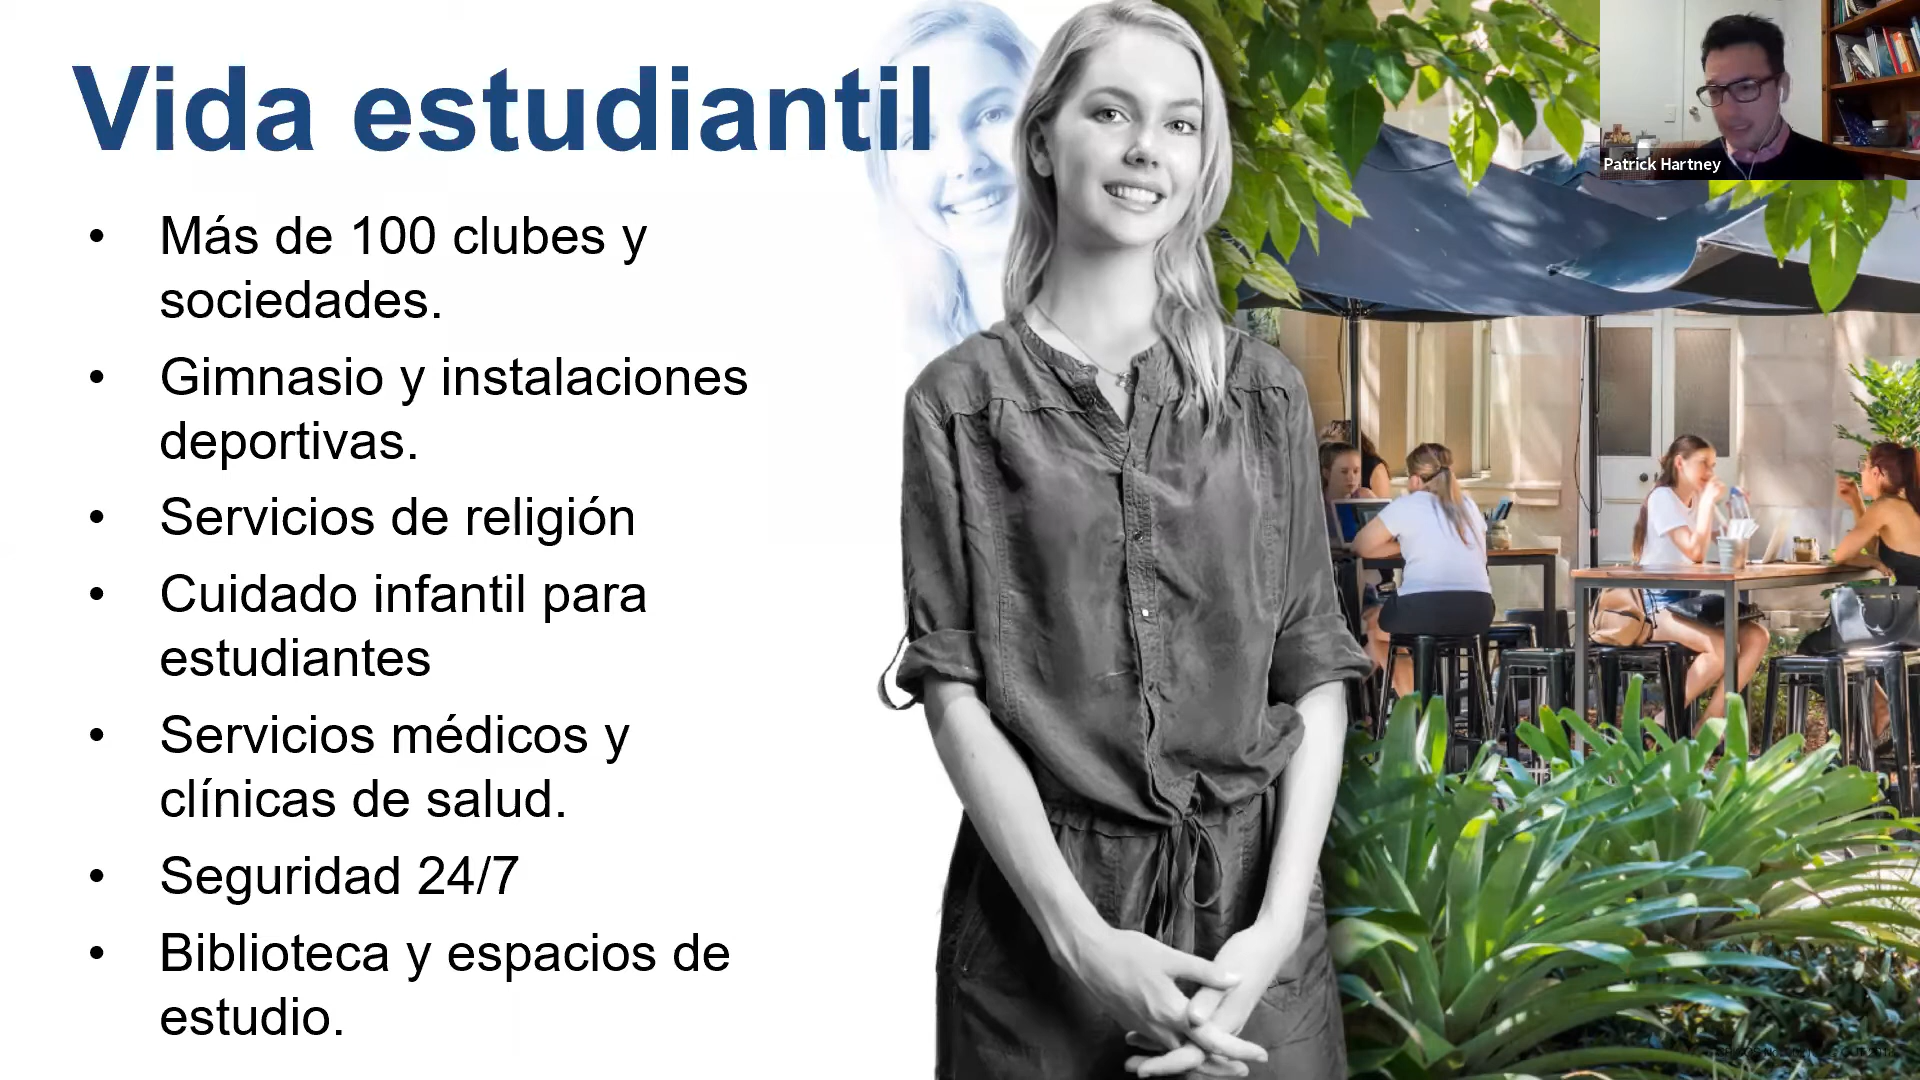 Vida estudiantil
Patrick Hartney
• Más de 100 clubes y
sociedades.
• Gimnasio y instalaciones
deportivas.
• Servicios de religión
• Cuidado infantil para
estudiantes
• Servicios médicos y
clínicas de salud.
• Seguridad 24/7
• Biblioteca y espacios de
estudio.